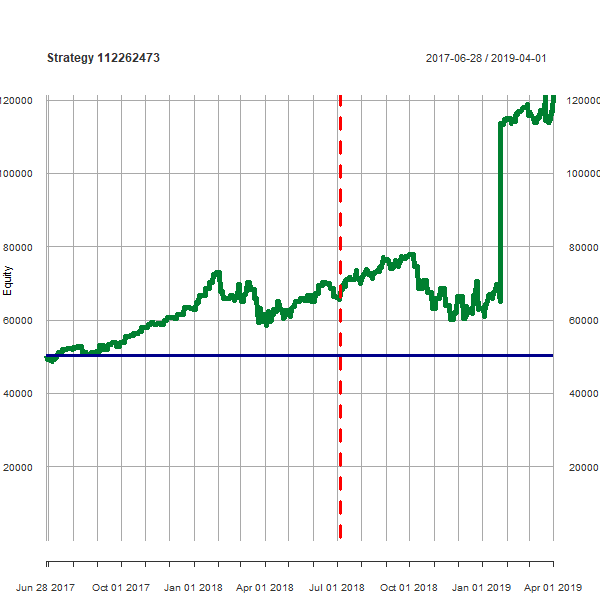 Strategy 112262473 2017-06-28 / 2019-04-01
120000 120000
100000 100000
80000 80000
60000 60000
40000 40000
20000 20000
Equity
Jun 28 2017 Oct 01 2017 Jan 01 2018 Apr 01 2018 Jul 01 2018 Oct 01 2018 Jan 01 2019 Apr 01 2019